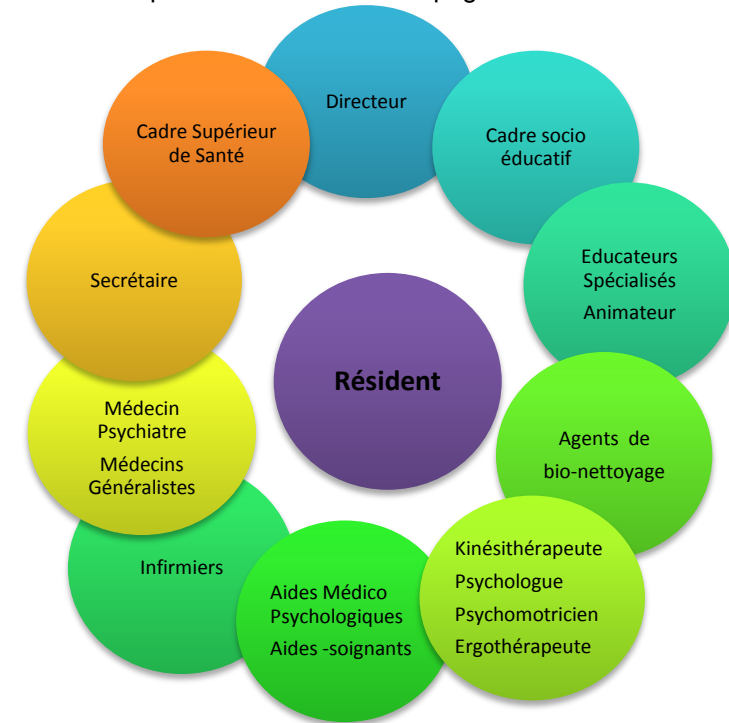 Directeur
Cadre Supérieur
de Santé
Cadre socio
éducatif
Secrétaire
Educateurs
Spécialisés
Animateur
Résident
Médecin
Psychiatre
Médecins
Généralistes
Agents de
bio-nettoyage
Infirmiers
Aides Médico
Psychologiques
Aides -soignants
Kinésithérapeute
Psychologue
Psychomotricien
Ergothérapeute